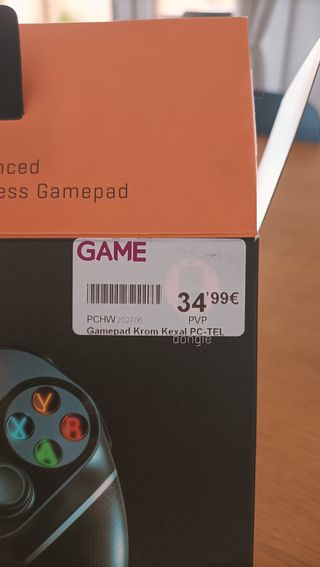 nced
ess Gamepad
GAME
34'99€
PCHW202706
PVP
Gamepad Krom Kexal PC-TEL
dongle
Y
X
B
A